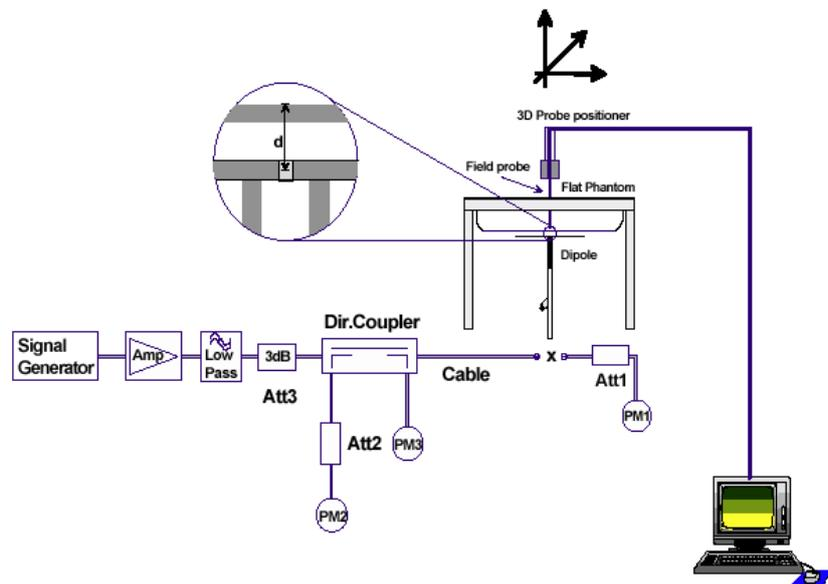 3D Probe positioner
d
Field probe
Flat Phantom
Dipole
Dir.Coupler
Signal
Generator
Amp
Low
Pass
3dB
Att3
Cable
x
Att1
PM1
Att2
PM3
PM2